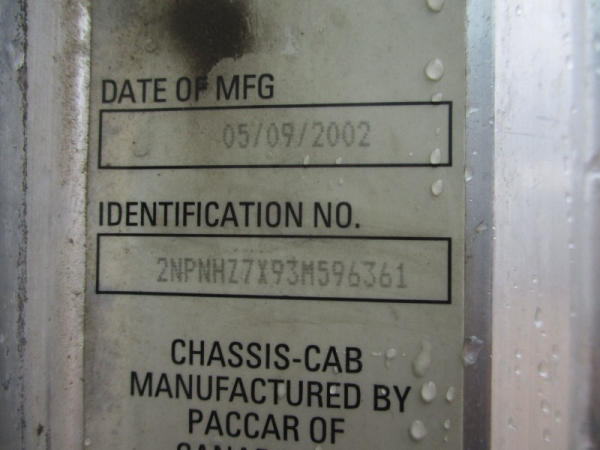 DATE OF MFG
05/09/2002
IDENTIFICATION NO.
2NPNHZ7X93M596361
CHASSIS-CAB
MANUFACTURED BY
PACCAR OF